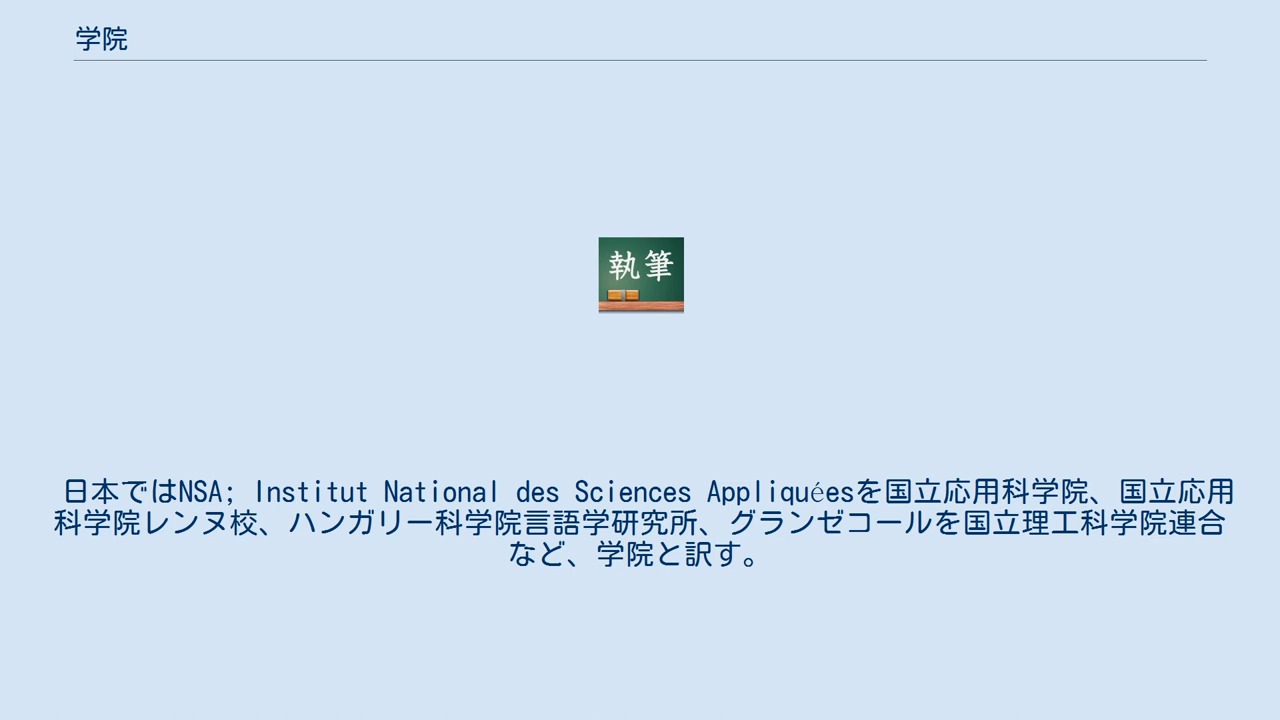 学院
執筆
日本ではNSA; Institut National des Sciences Appliquéesを国立応用科学院、国立応用
科学院レンヌ校、ハンガリー科学院言語学研究所、グランゼコールを国立理工科学院連合
など、学院と訳す。